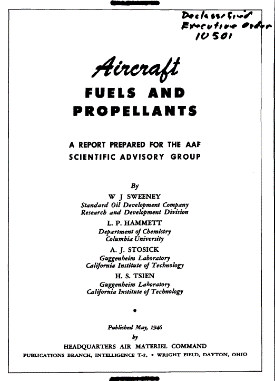 Declassified
Executive Order
10501
Aircraft
FUELS AND
PROPELLANTS
A REPORT PREPARED FOR THE AAF
SCIENTIFIC ADVISORY GROUP
By
W J SWEENEY
Standard Oil Development Company
Research and Development Division
L. P. HAMMETT
Department of Chemistry
Columbia University
A. J. STOSICK
Guggenheim Laboratory
California Institute of Technology
H. S. TSIEN
Guggenheim Laboratory
California Institute of Technology
Published May, 1946
by
HEADQUARTERS AIR MATERIEL COMMAND
PUBLICATIONS BRANCH, INTELLIGENCE T-2, • WRIGHT FIELD, DAYTON, OHIO